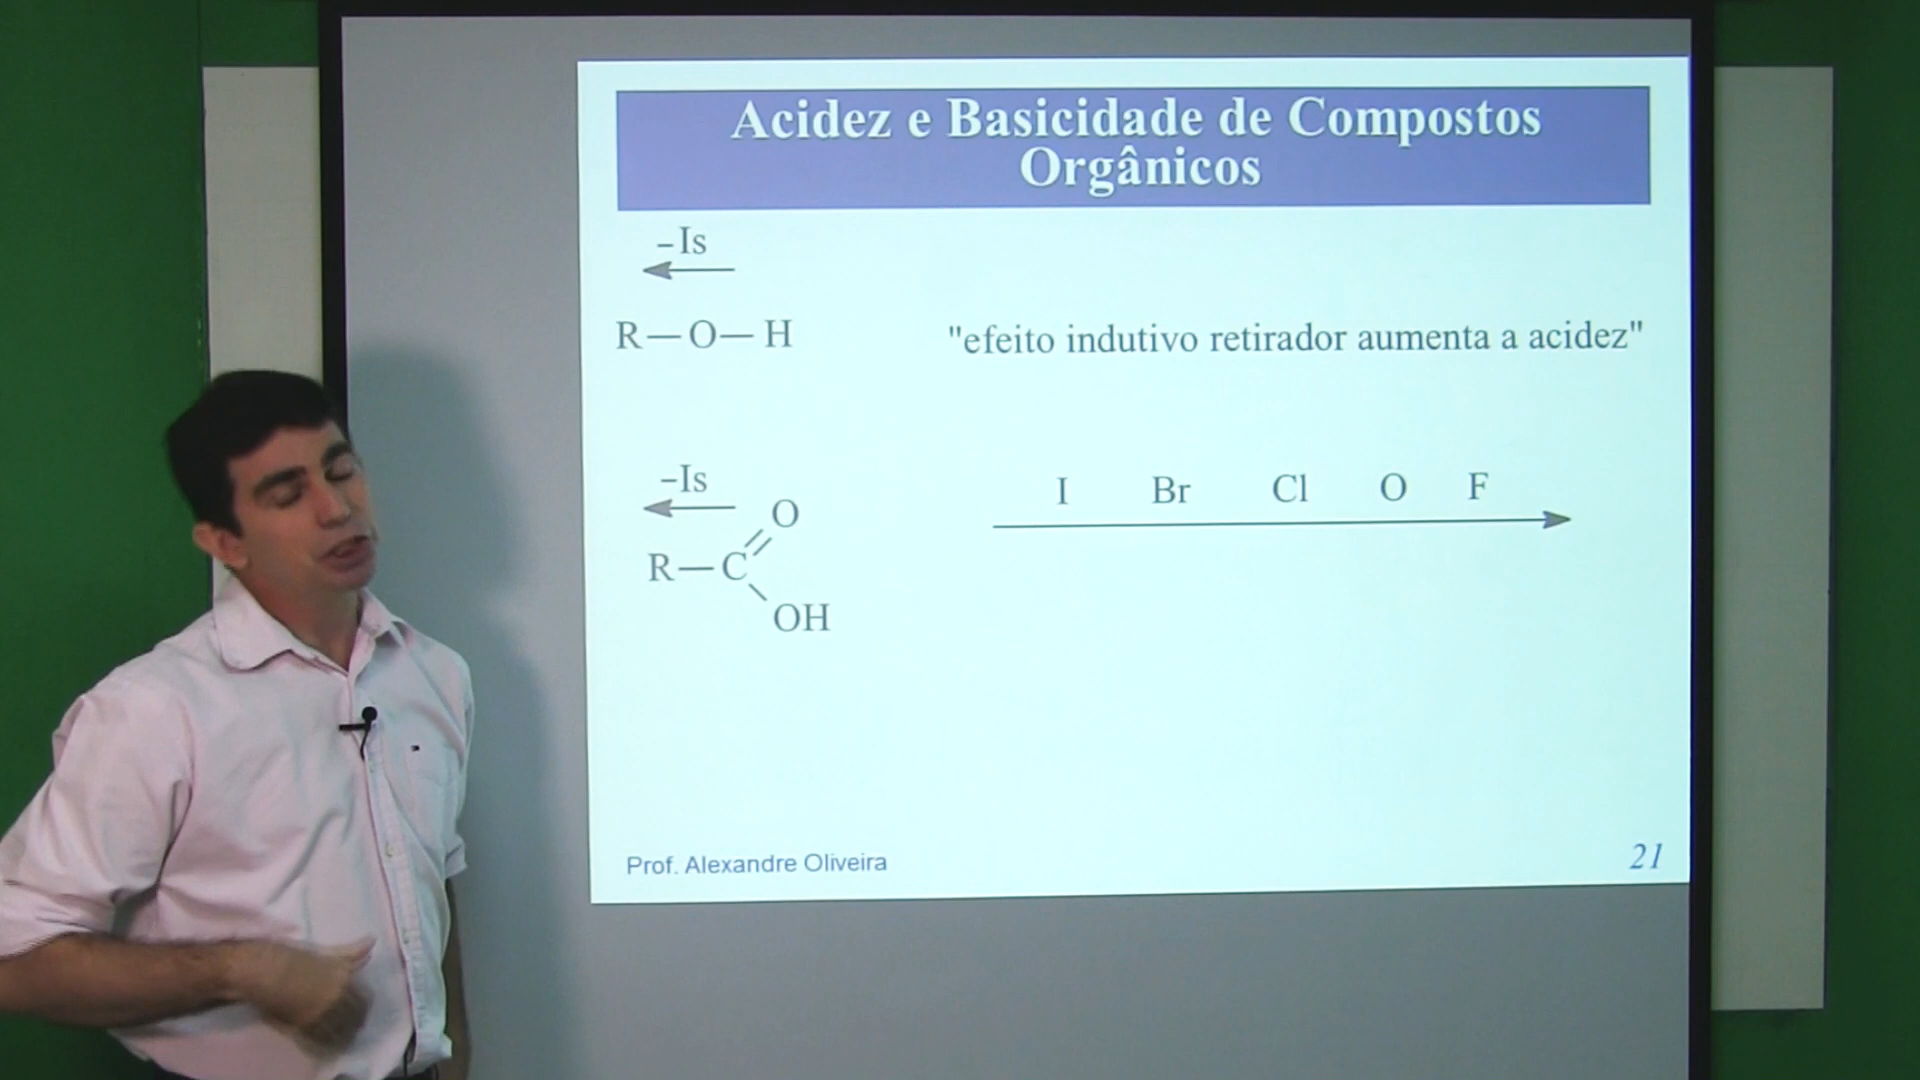 Acidez e Basicidade de Compostos
Orgânicos
–Is
R—O—H
"efeito indutivo retirador aumenta a acidez"
–Is
O
R—C
OH
I Br Cl O F
Prof. Alexandre Oliveira
21